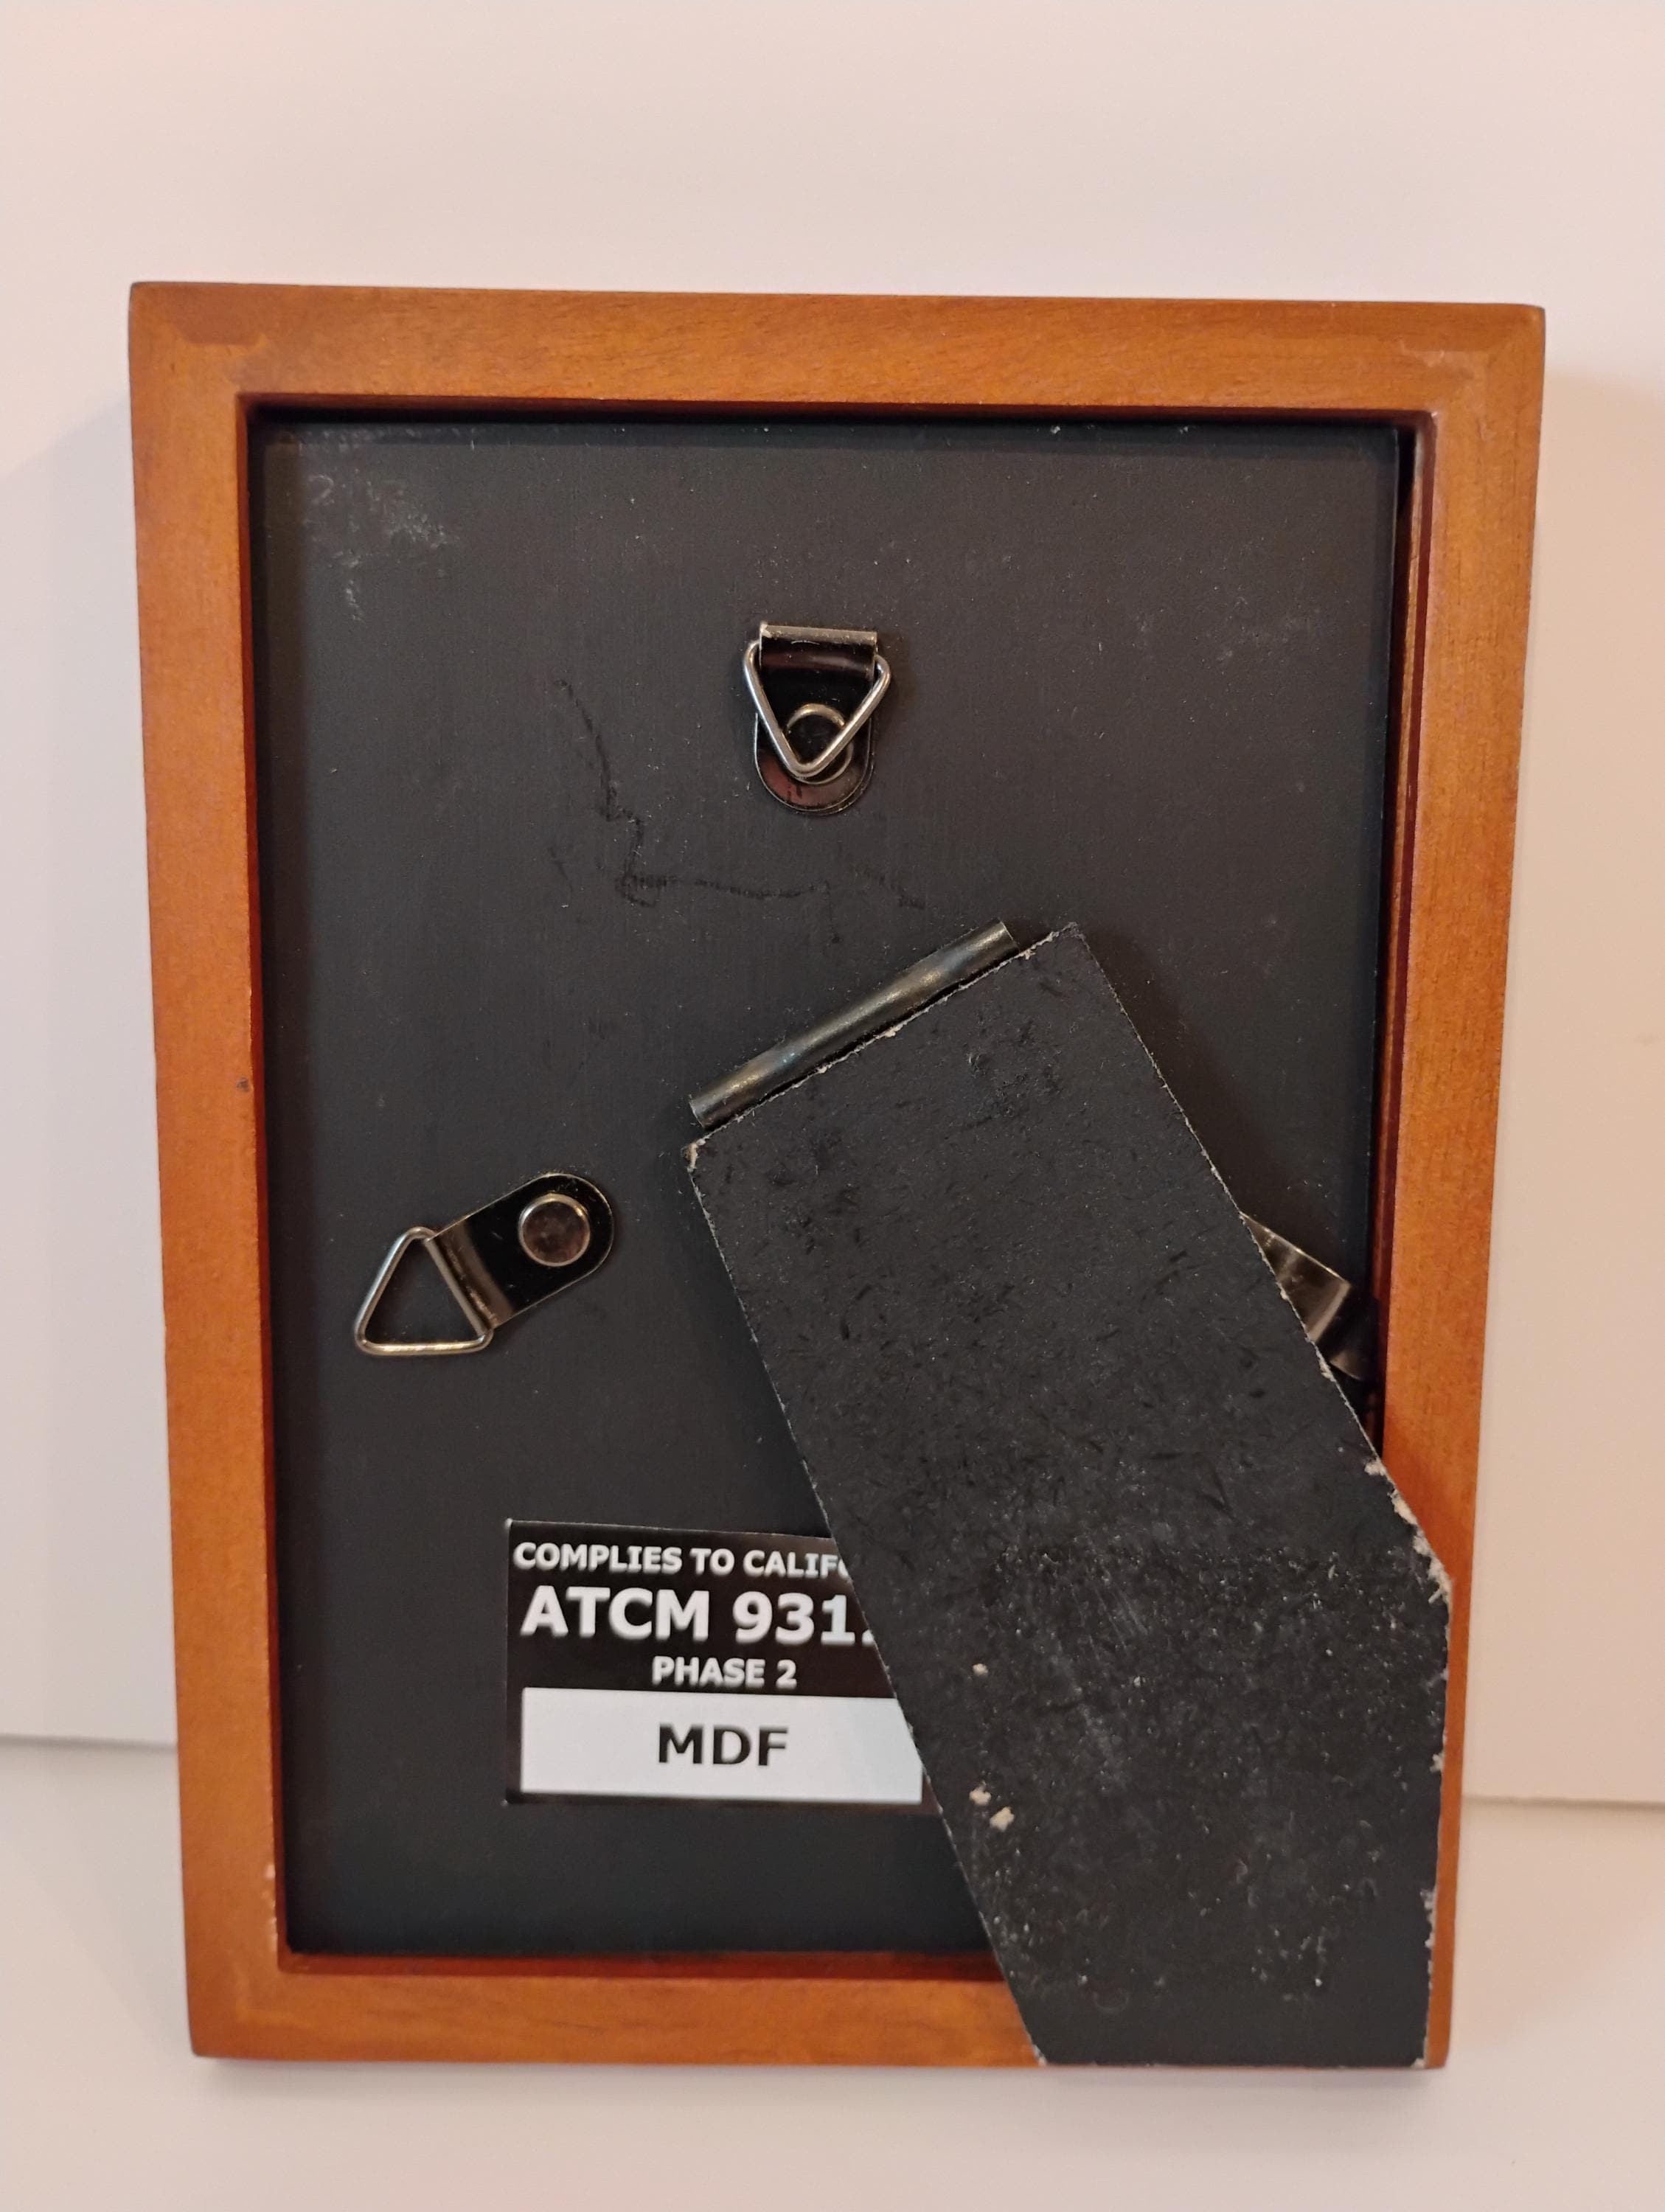 COMPLIES TO CALIF
ATCM 931
PHASE 2
MDF